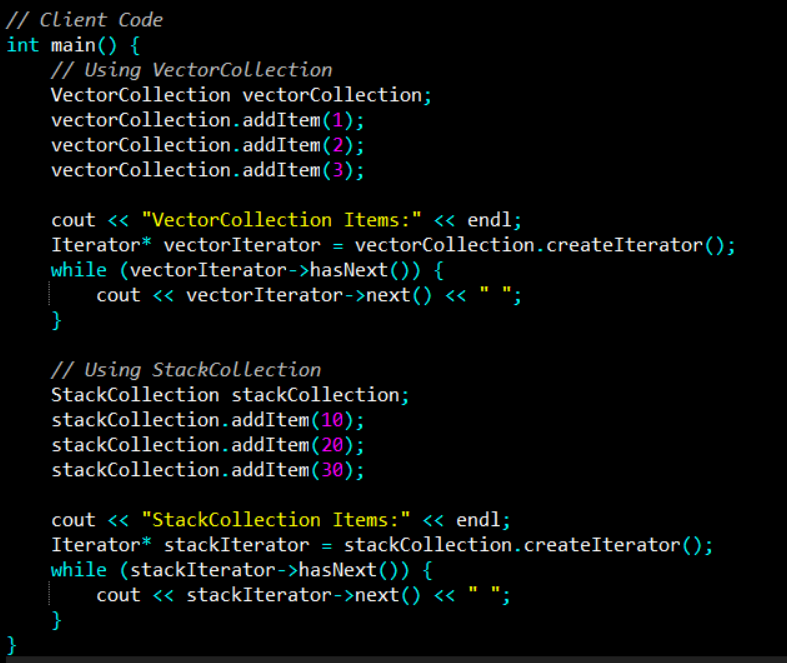 // Client Code
int main() {
    // Using VectorCollection
    VectorCollection vectorCollection;
    vectorCollection.addItem(1);
    vectorCollection.addItem(2);
    vectorCollection.addItem(3);

    cout << "VectorCollection Items:" << endl;
    Iterator* vectorIterator = vectorCollection.createIterator();
    while (vectorIterator->hasNext()) {
        cout << vectorIterator->next() << " ";
    }

    // Using StackCollection
    StackCollection stackCollection;
    stackCollection.addItem(10);
    stackCollection.addItem(20);
    stackCollection.addItem(30);

    cout << "StackCollection Items:" << endl;
    Iterator* stackIterator = stackCollection.createIterator();
    while (stackIterator->hasNext()) {
        cout << stackIterator->next() << " ";
    }
}